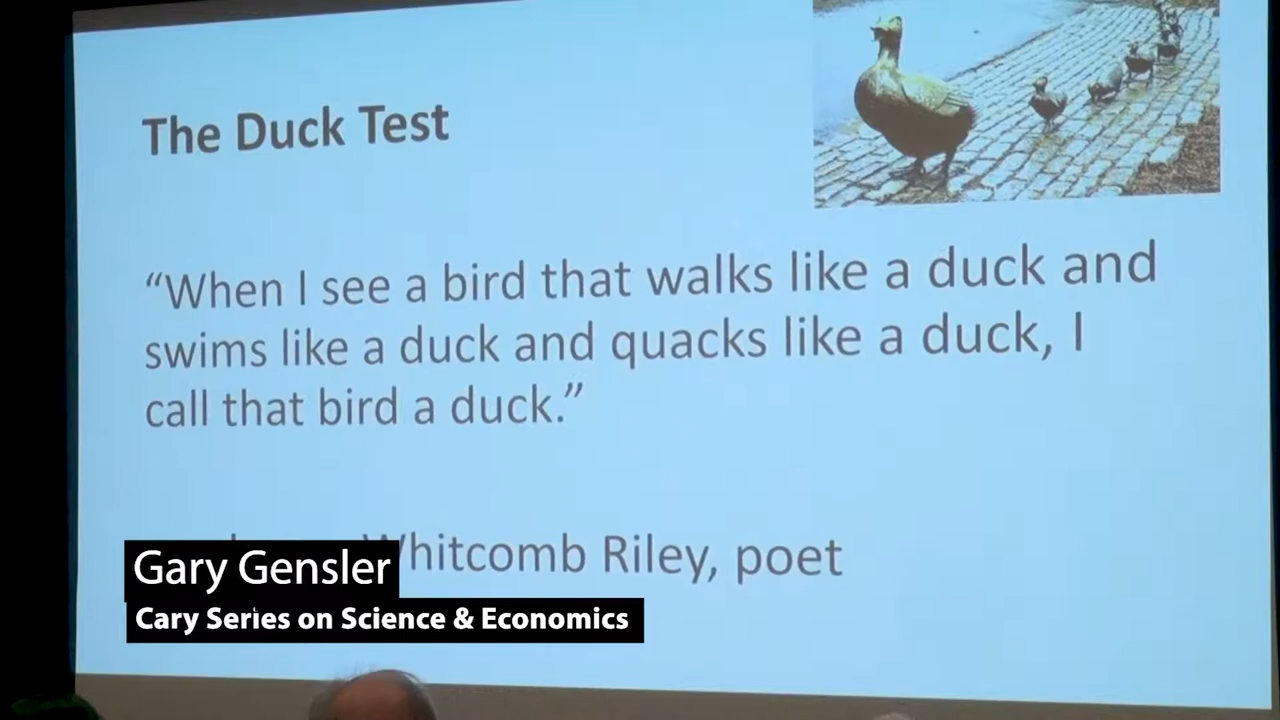 The Duck Test
“When I see a bird that walks like a duck and
swims like a duck and quacks like a duck, I
call that bird a duck.”
Whitcomb Riley, poet
Gary Gensler
Cary Series on Science & Economics